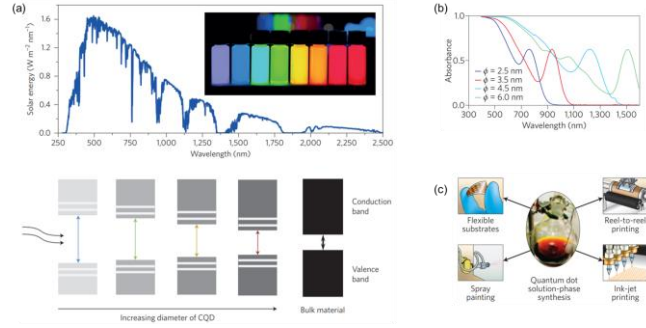 (a)
Solar energy (W m⁻² nm⁻¹)
1.6
1.2
0.8
0.4
0.0
250
500
750
1,000
1,250
1,500
1,750
2,000
2,250
2,500
Wavelength (nm)
Conduction
band
Valence
band
Bulk material
Increasing diameter of CQD
(b)
Absorbance
1.0
0.5
0.0
ϕ = 2.5 nm
ϕ = 3.5 nm
ϕ = 4.5 nm
ϕ = 6.0 nm
300
500
700
900
1,100
1,300
1,500
Wavelength (nm)
(c)
Flexible
substrates
Reel-to-reel
printing
Spray
painting
Quantum dot
solution-phase
synthesis
Ink-jet
printing